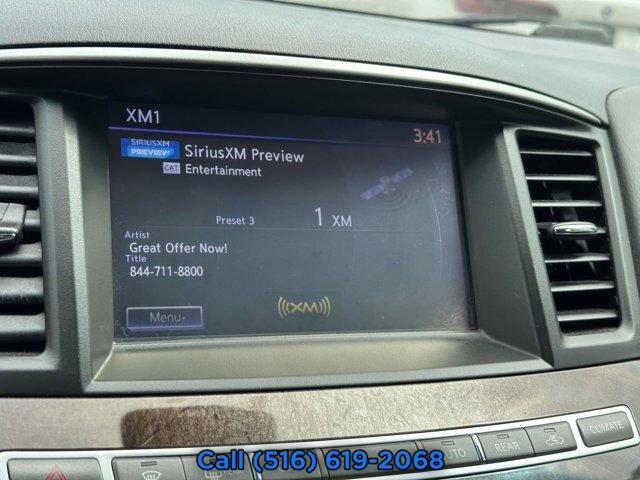 XM1
3:41
SIRIUSXM
PREVIEW
SiriusXM Preview
CAT Entertainment
Preset 3 1 XM
Artist
Great Offer Now!
Title
844-711-8800
Menu
((XM))
AUTO REAR CLIMATE
Call (516) 619-2068